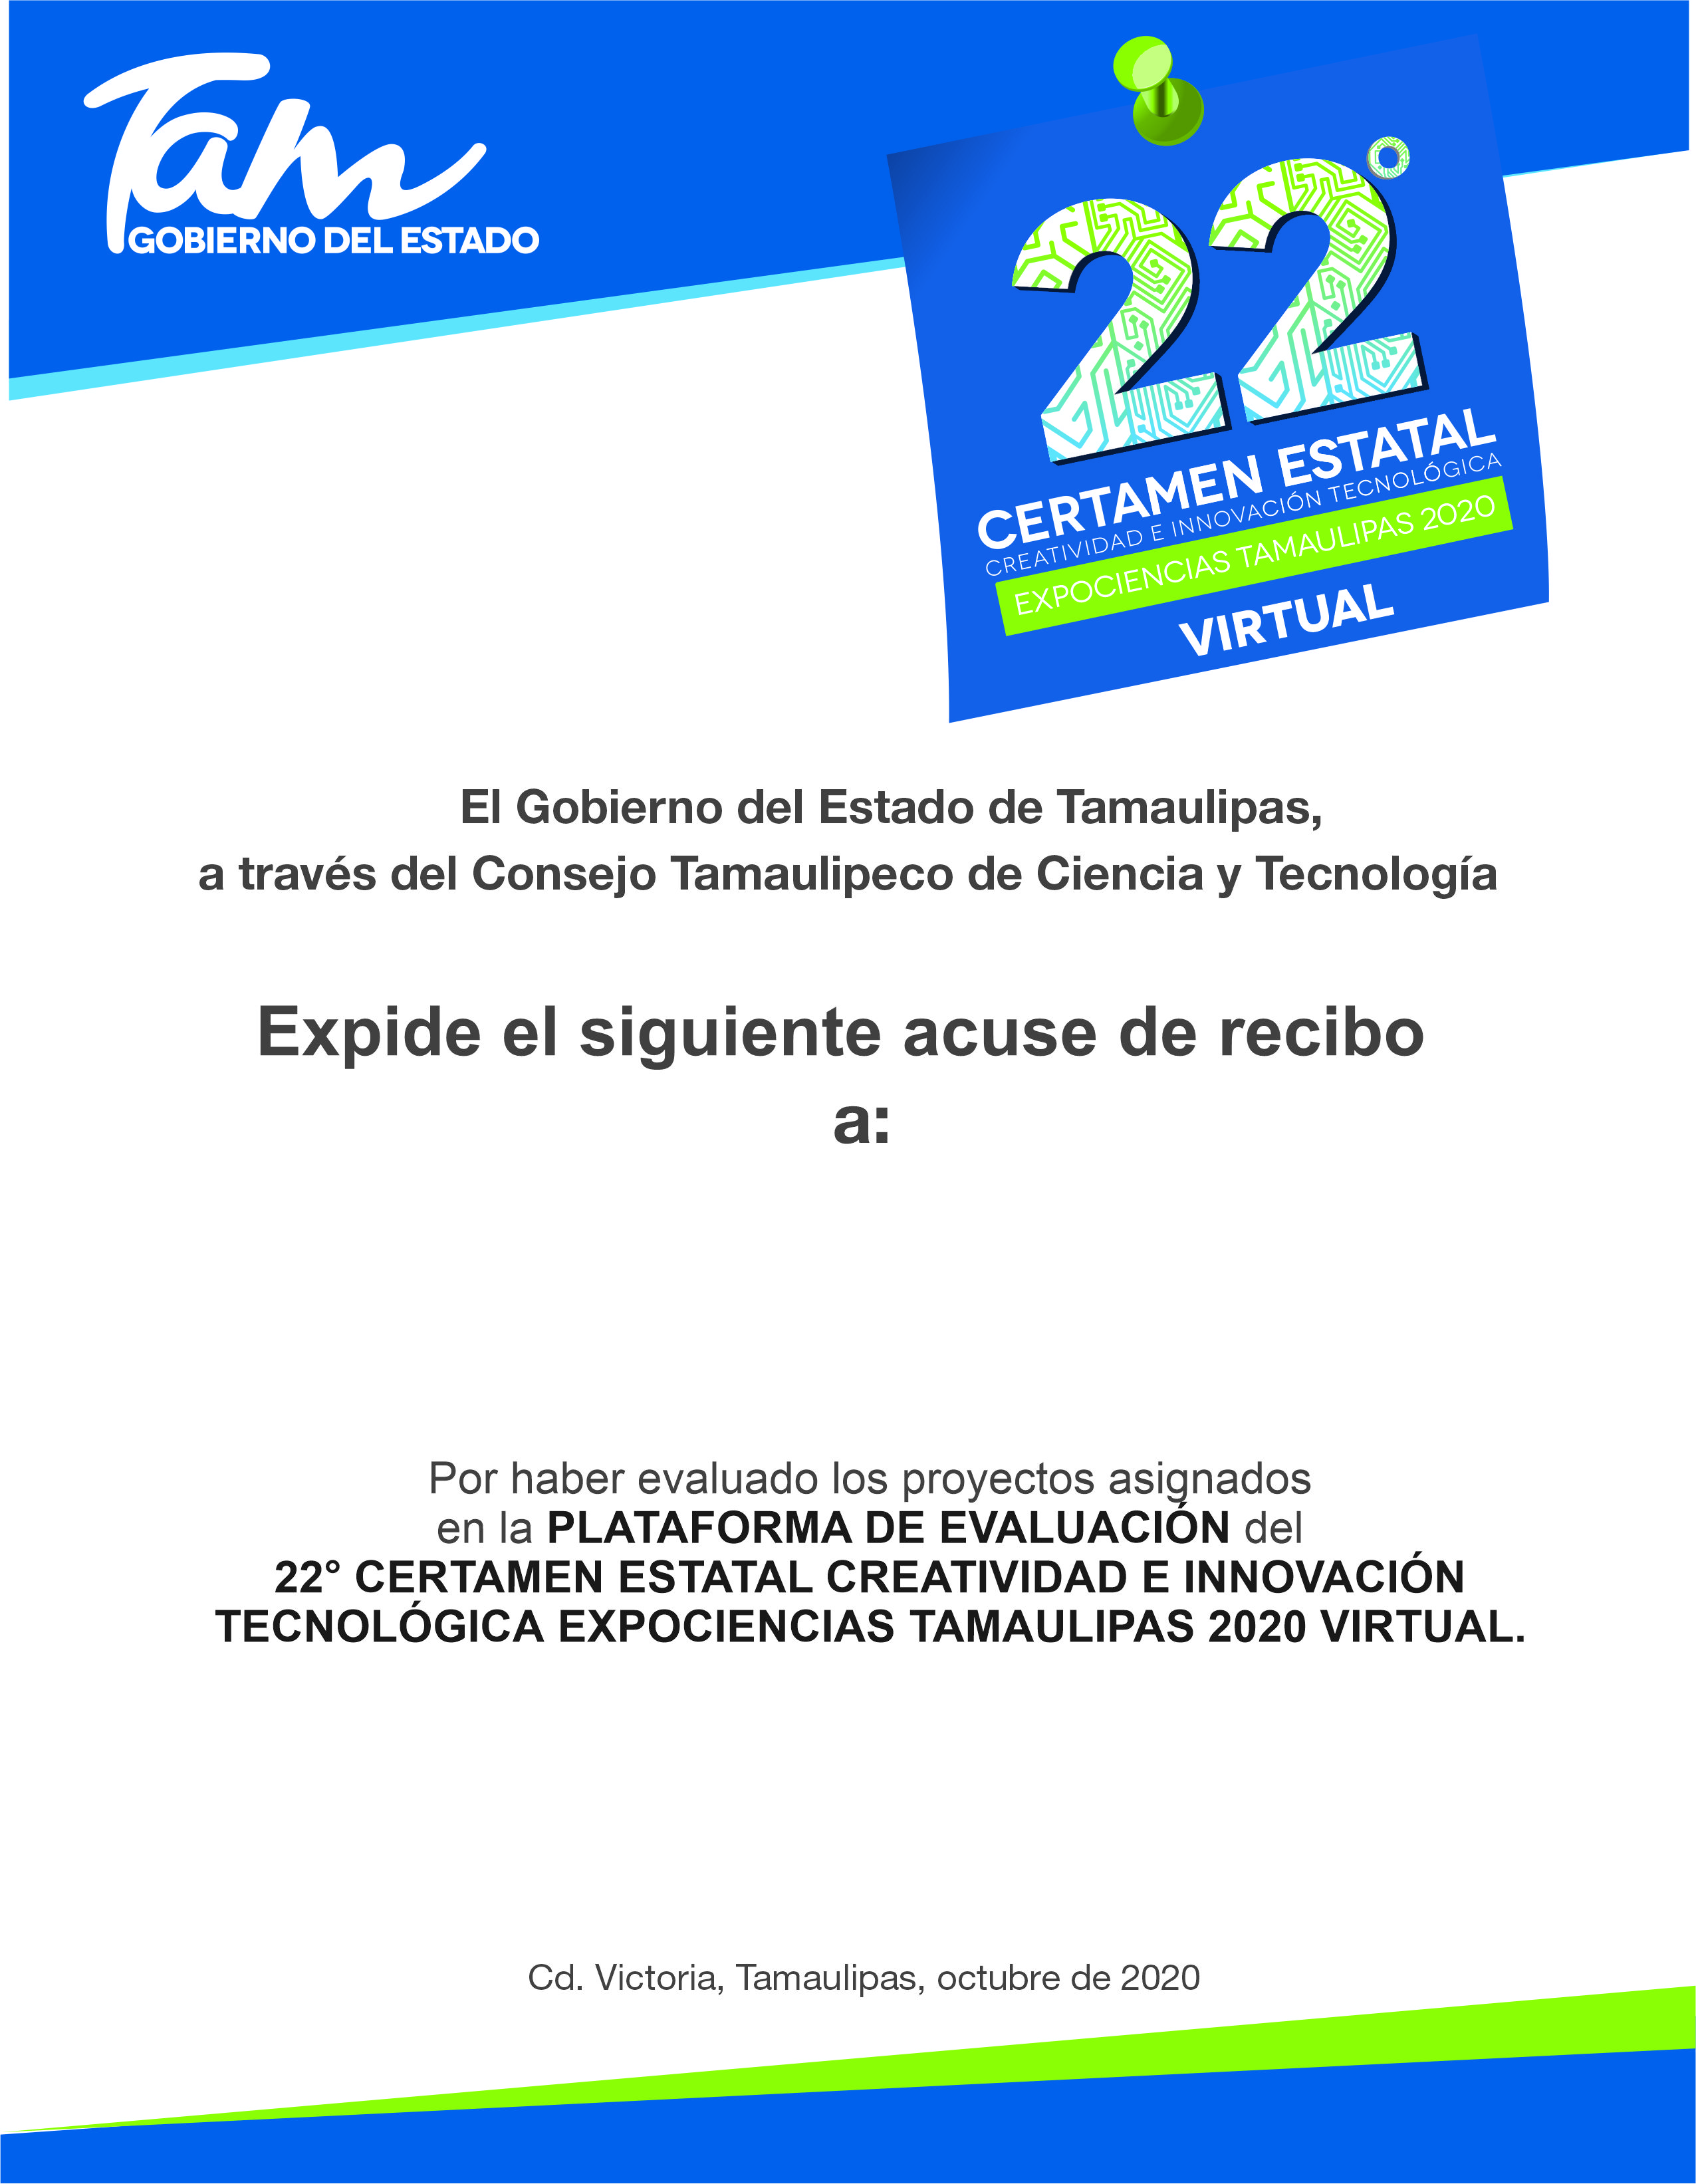 Tam
GOBIERNO DEL ESTADO
22°
CERTAMEN ESTATAL
CREATIVIDAD E INNOVACIÓN TECNOLÓGICA
EXPOCIENCIAS TAMAULIPAS 2020
VIRTUAL
El Gobierno del Estado de Tamaulipas,
a través del Consejo Tamaulipeco de Ciencia y Tecnología
Expide el siguiente acuse de recibo
a:
Por haber evaluado los proyectos asignados
en la PLATAFORMA DE EVALUACIÓN del
22° CERTAMEN ESTATAL CREATIVIDAD E INNOVACIÓN
TECNOLÓGICA EXPOCIENCIAS TAMAULIPAS 2020 VIRTUAL.
Cd. Victoria, Tamaulipas, octubre de 2020